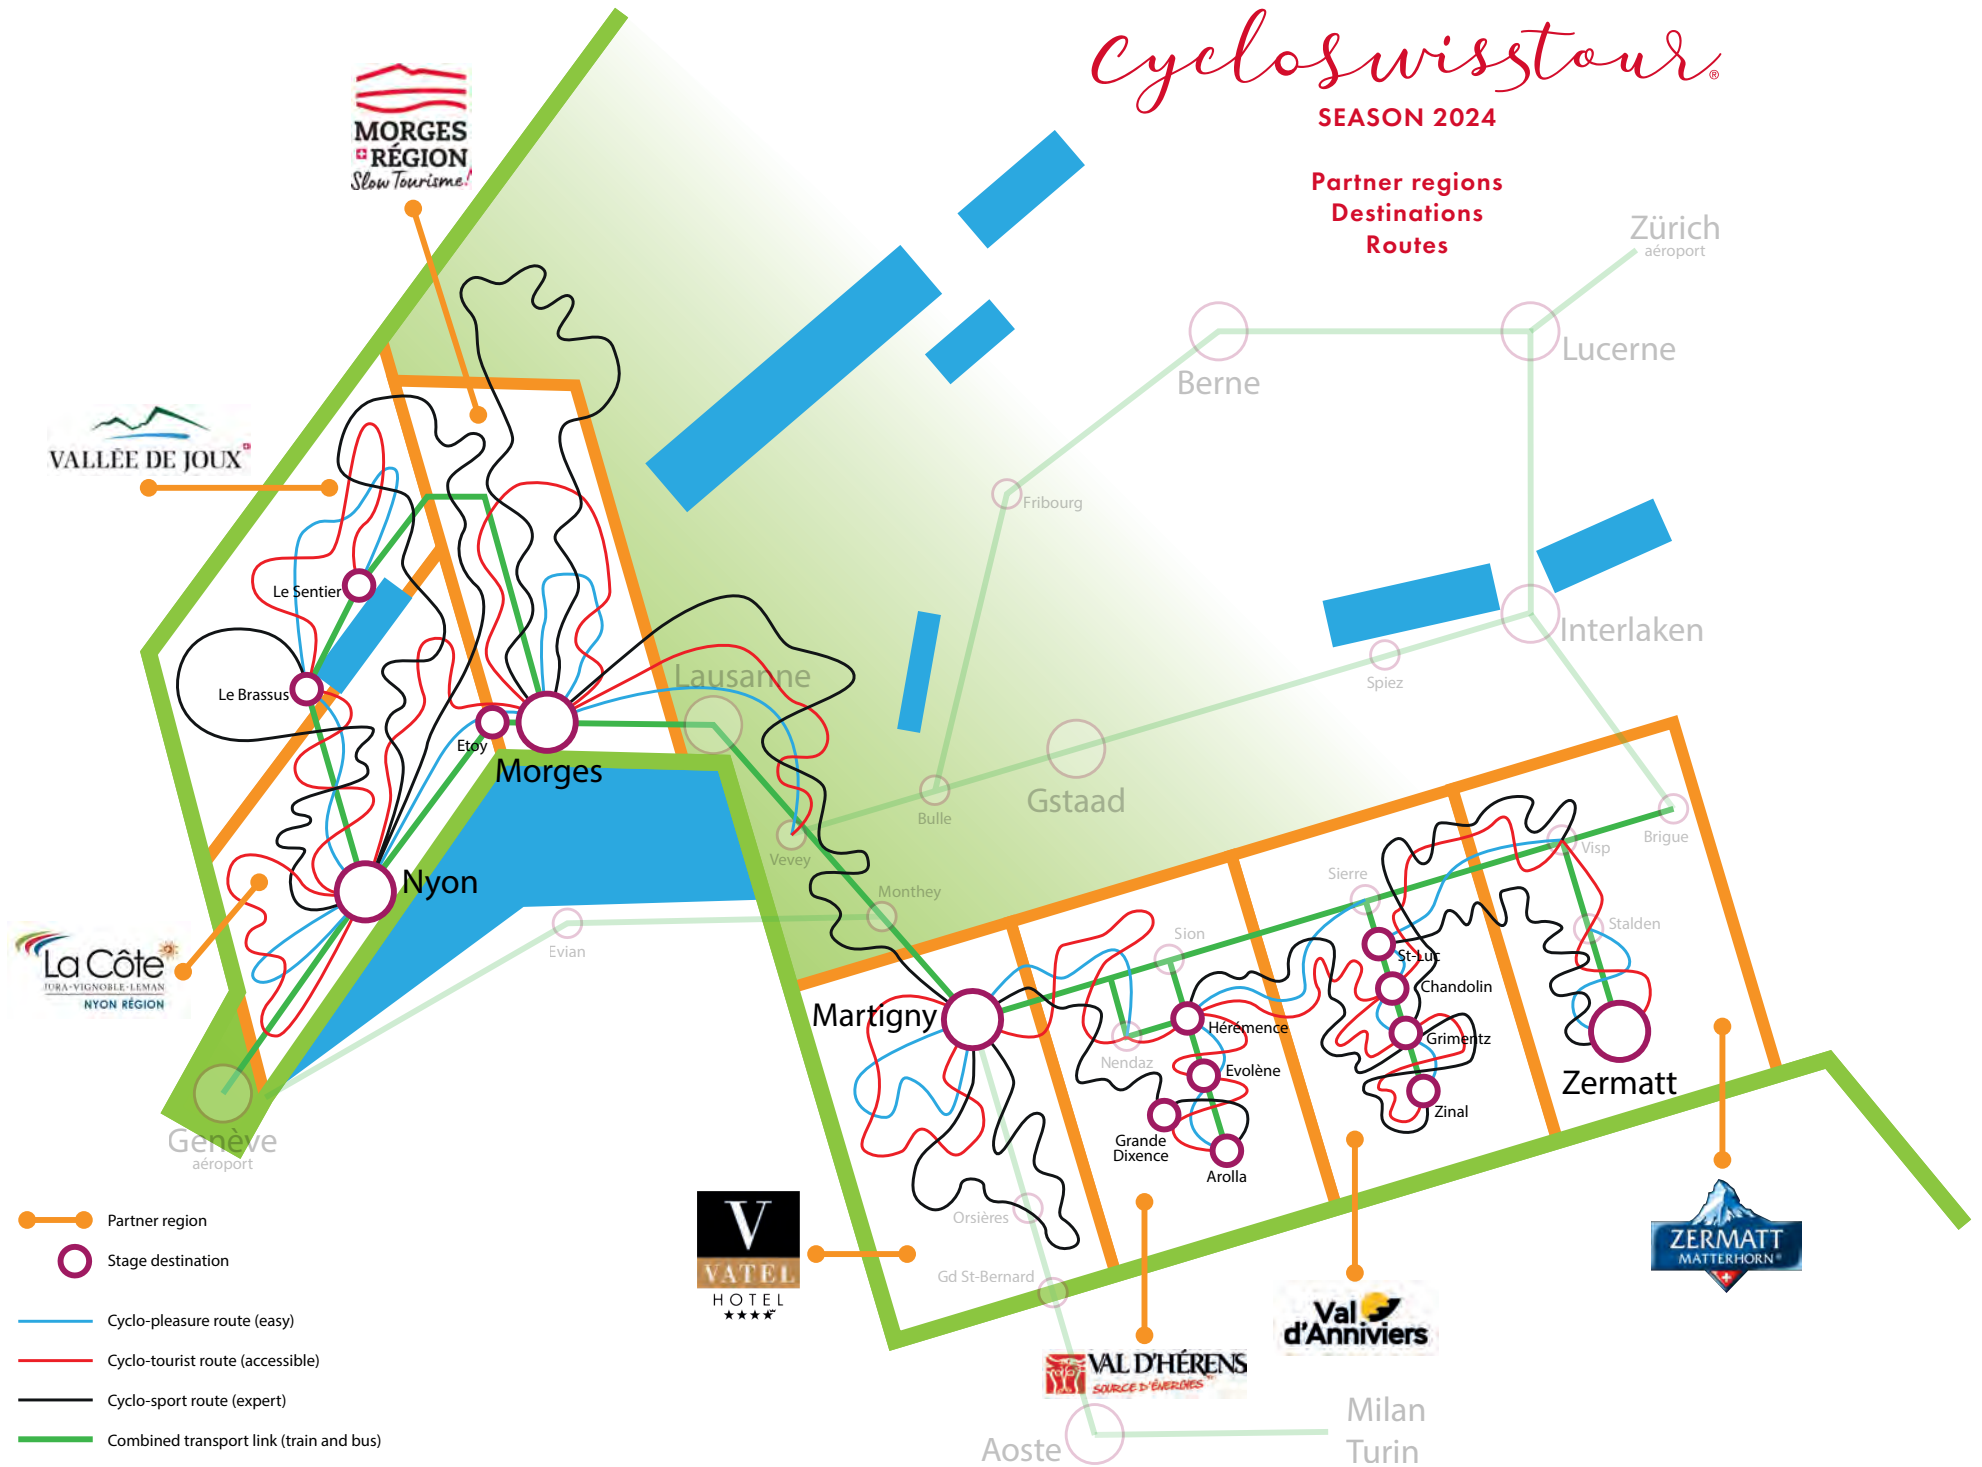 cycloswisstour®
SEASON 2024
Partner regions
Destinations
Routes
MORGES
RÉGION
Slow Tourisme!
VALLÉE DE JOUX
Zürich
aéroport
Berne
Lucerne
Fribourg
Interlaken
Spiez
Le Sentier
Le Brassus
Lausanne
Etoy
Morges
Gstaad
Bulle
Vevey
Brigue
Visp
Nyon
Monthey
Sierre
Evian
Sion
Stalden
La Côte
JURA-VIGNOBLE-LEMAN
NYON RÉGION
St-Luc
Chandolin
Martigny
Hérémence
Grimentz
Nendaz
Evolène
Zermatt
Zinal
Genève
aéroport
Grande
Dixence
Arolla
Orsières
Gd St-Bernard
V
VATEL
HOTEL
★★★★
ZERMATT
MATTERHORN®
Val
d'Anniviers
VAL D'HÉRENS
SOURCE D'ÉNERGIES
Aoste
Milan
Turin
Partner region
Stage destination
Cyclo-pleasure route (easy)
Cyclo-tourist route (accessible)
Cyclo-sport route (expert)
Combined transport link (train and bus)